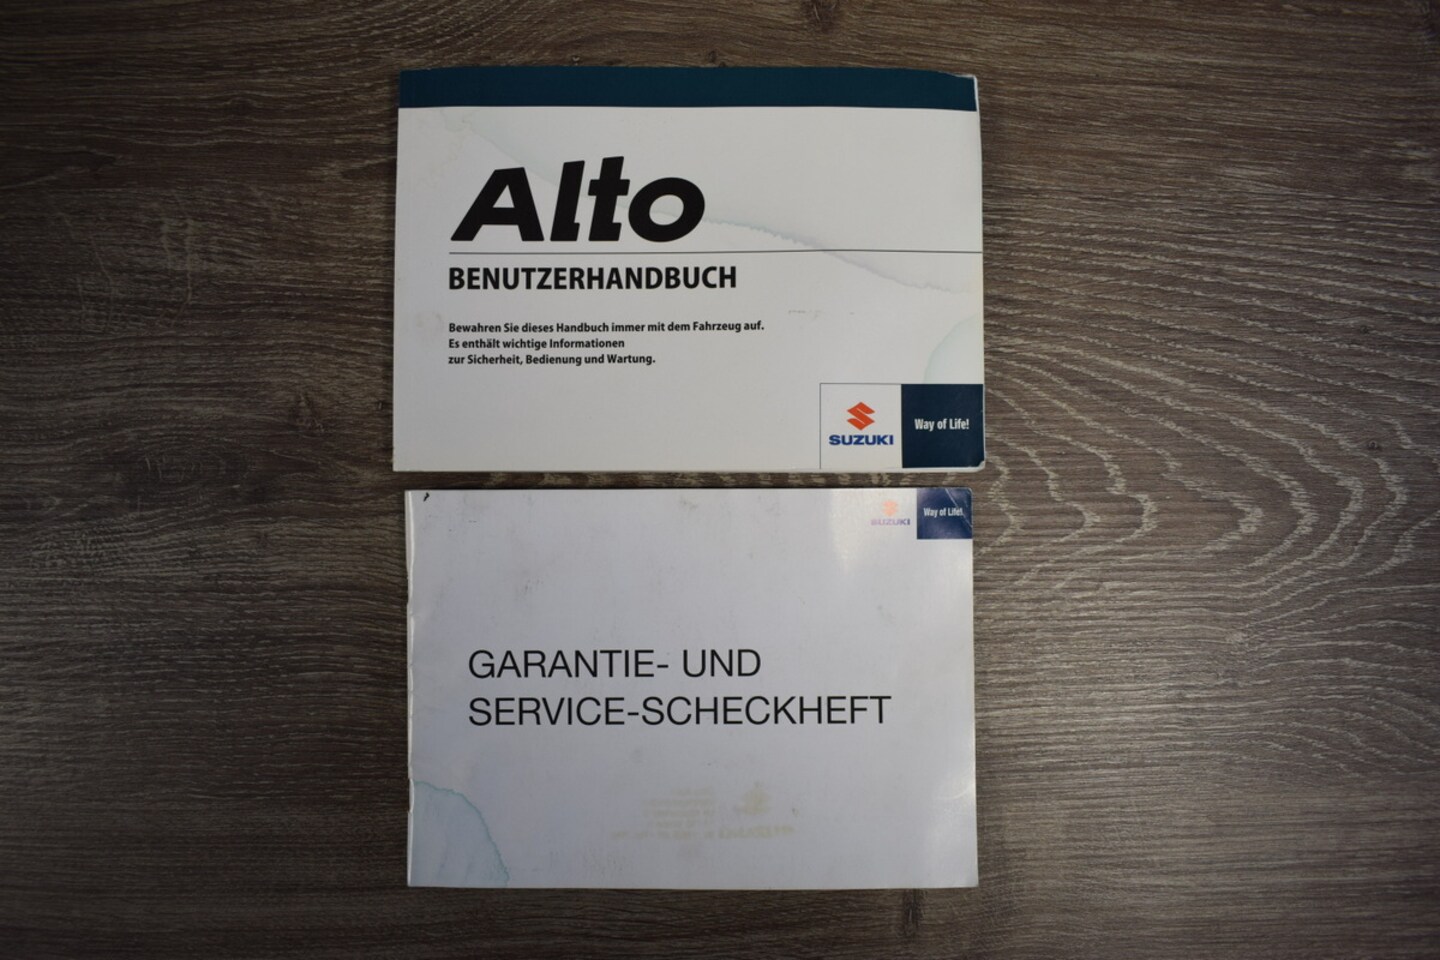 Alto
BENUTZERHANDBUCH
Bewahren Sie dieses Handbuch immer mit dem Fahrzeug auf.
Es enthält wichtige Informationen
zur Sicherheit, Bedienung und Wartung.
SUZUKI
Way of Life!
SUZUKI
Way of Life!
GARANTIE- UND
SERVICE-SCHECKHEFT